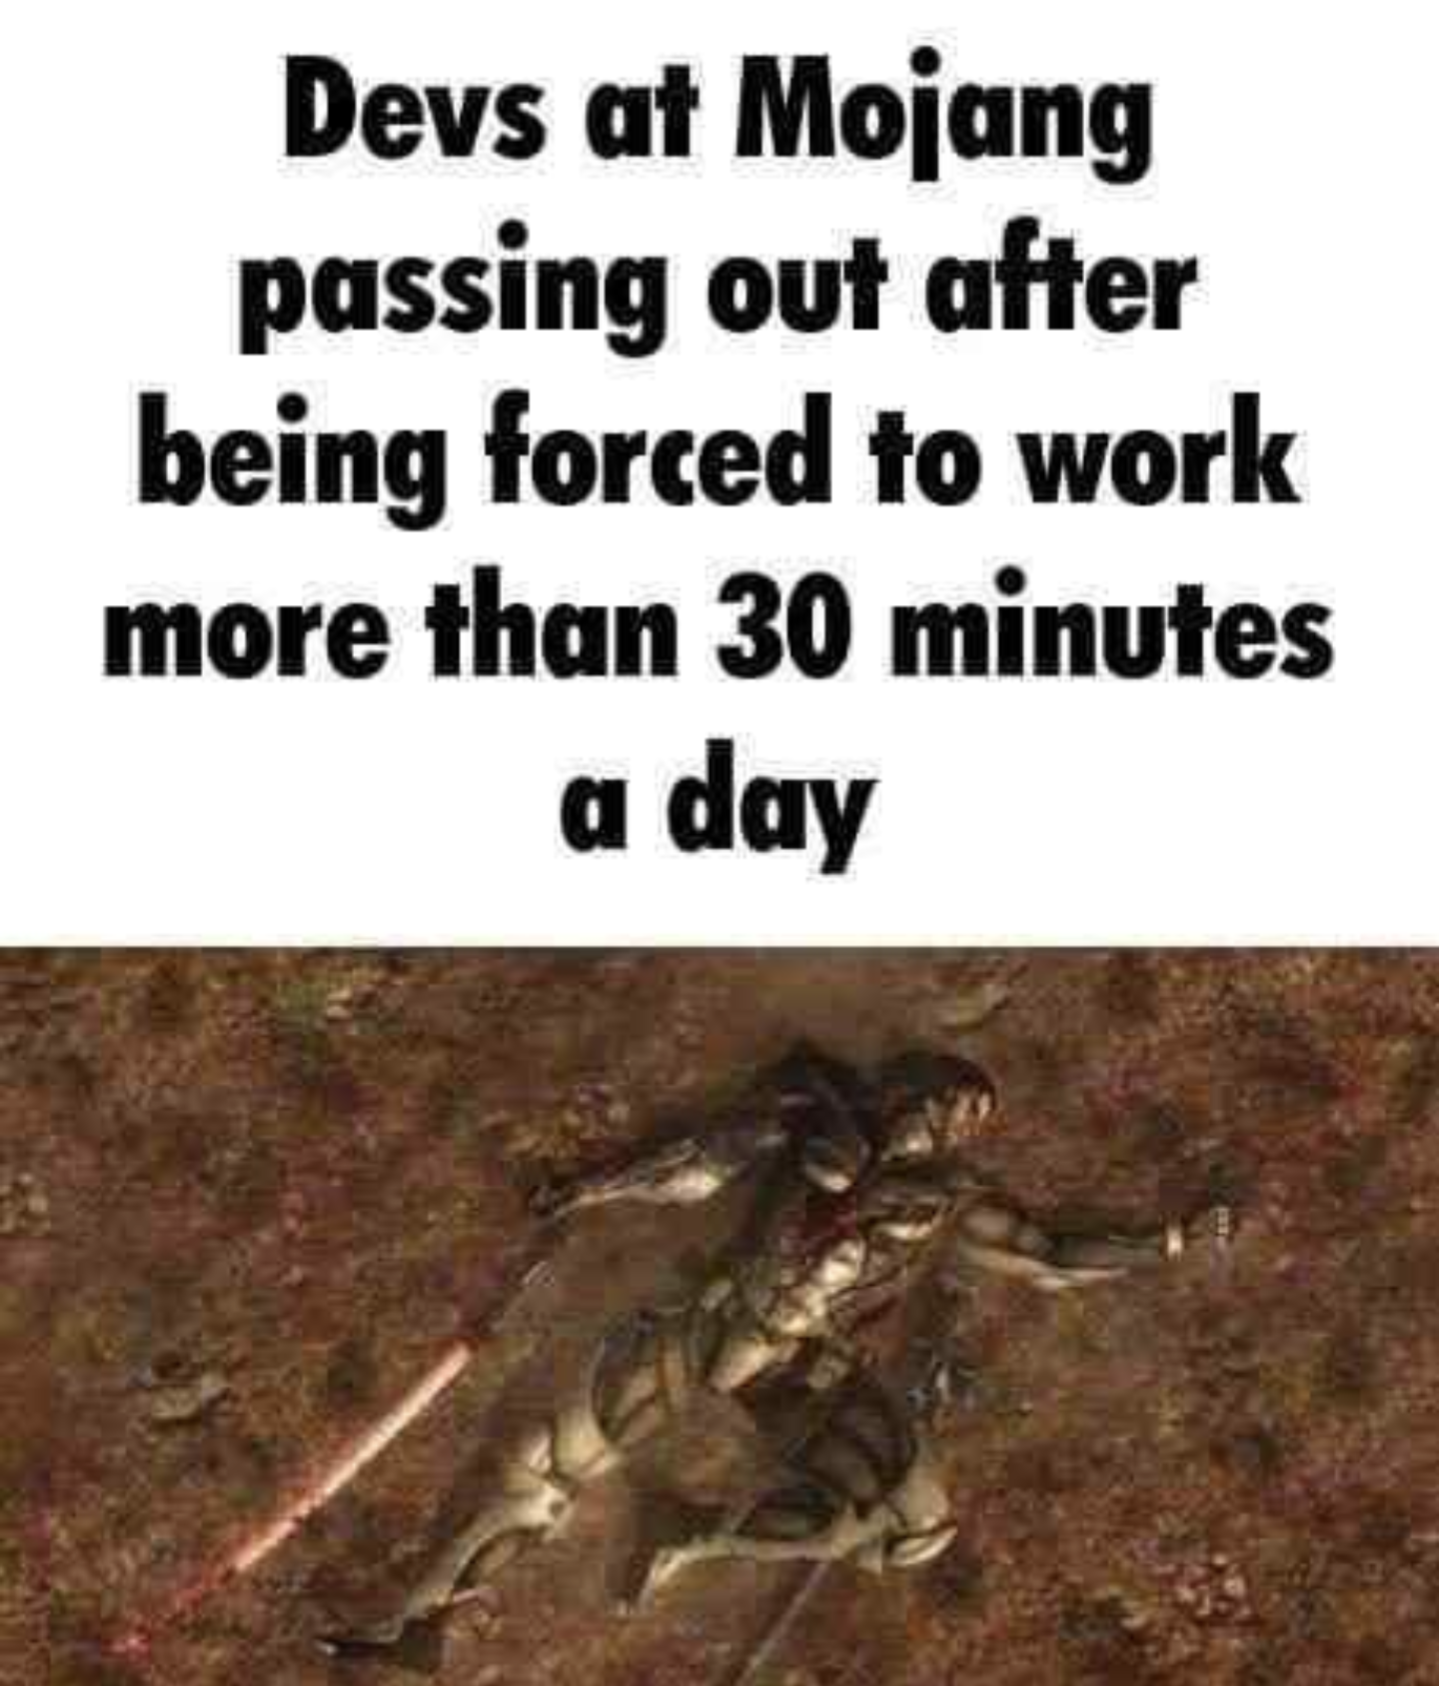 Devs at Mojang
passing out after
being forced to work
more than 30 minutes
a day